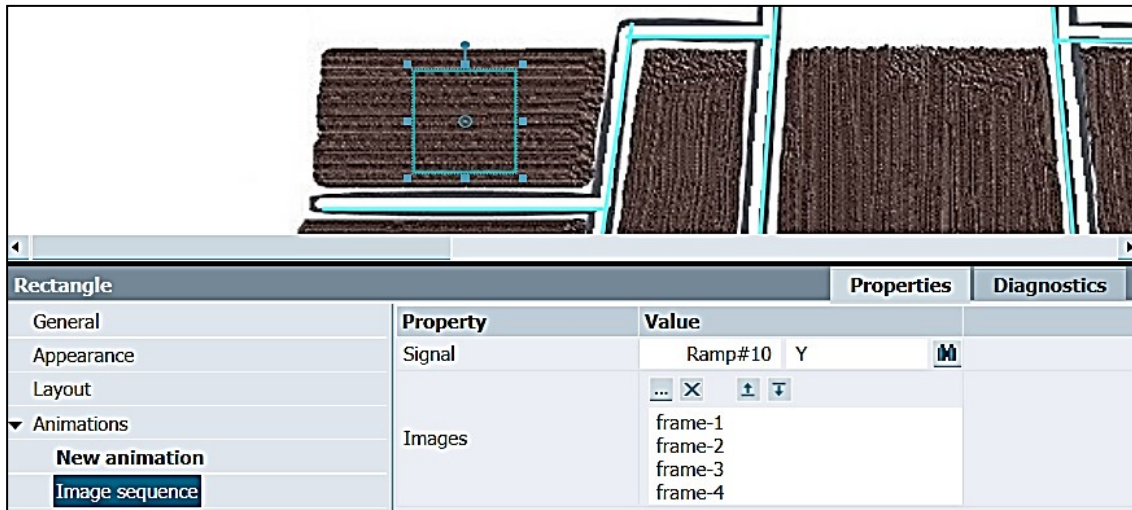 Rectangle
Properties
Diagnostics
General
Property
Value
Appearance
Signal
Ramp#10
Y
Layout
...
Animations
Images
frame-1
frame-2
New animation
frame-3
Image sequence
frame-4